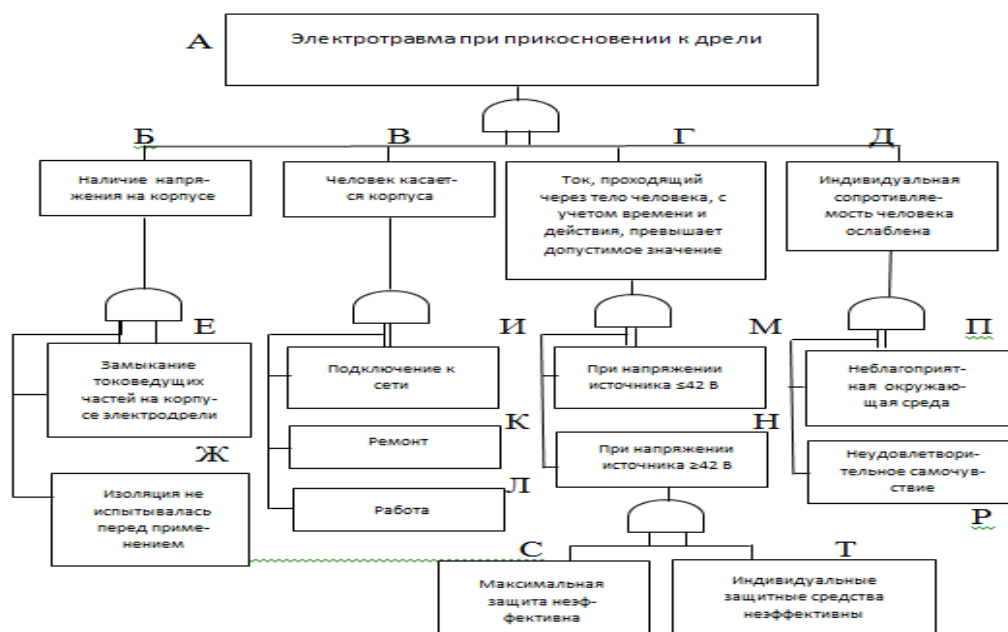 А
Электротравма при прикосновении к дрели
Б
В
Г
Д
Наличие напря-
жения на корпусе
Человек касает-
ся корпуса
Ток, проходящий
через тело человека, с
учетом времени и
действия, превышает
допустимое значение
Индивидуальная
сопротивляе-
мость человека
ослаблена
Е
Замыкание
токоведущих
частей на корпу-
се электродрели
Ж
Изоляция не
испытывалась
перед приме-
нением
И
Подключение к
сети
К
Ремонт
Л
Работа
М
При напряжении
источника ≤42 В
Н
При напряжении
источника ≥42 В
П
Неблагоприят-
ная окружаю-
щая среда
Неудовлетвори-
тельное самочув-
ствие
Р
С
Максимальная
защита неэф-
фективна
Т
Индивидуальные
защитные средства
неэффективны